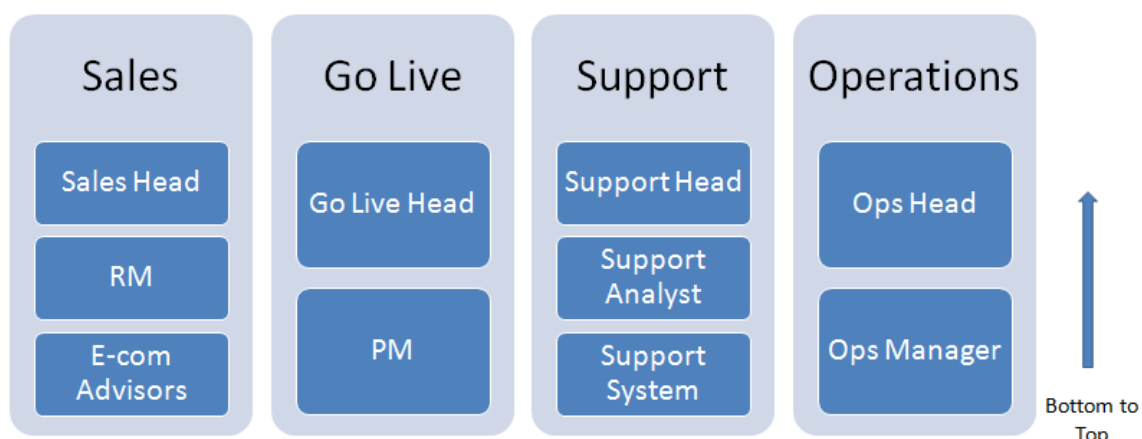 Sales
Sales Head
RM
E-com
Advisors
Go Live
Go Live Head
PM
Support
Support Head
Support
Analyst
Support
System
Operations
Ops Head
Ops Manager
Bottom to
Top